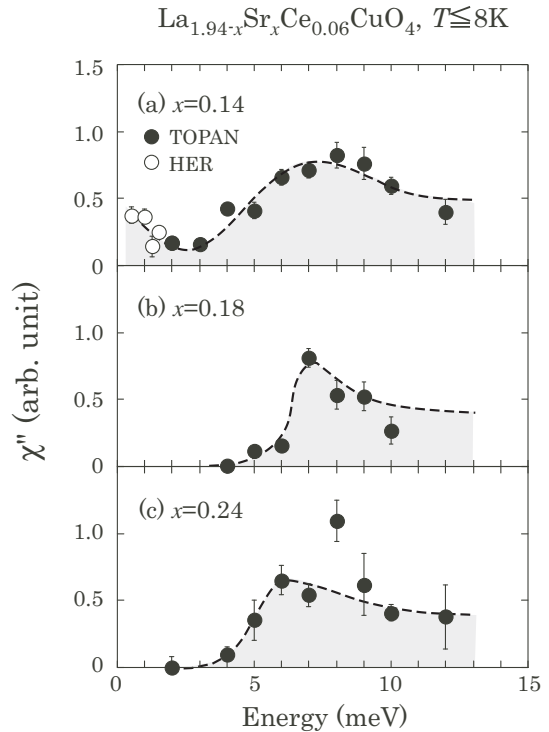 La1.94-xSrxCe0.06CuO4, T≦8K
1.5
(a) x=0.14
TOPAN
HER
1.0
0.5
0
(b) x=0.18
1.0
0.5
0
(c) x=0.24
1.0
0.5
0
χ" (arb. unit)
0 5 10 15
Energy (meV)